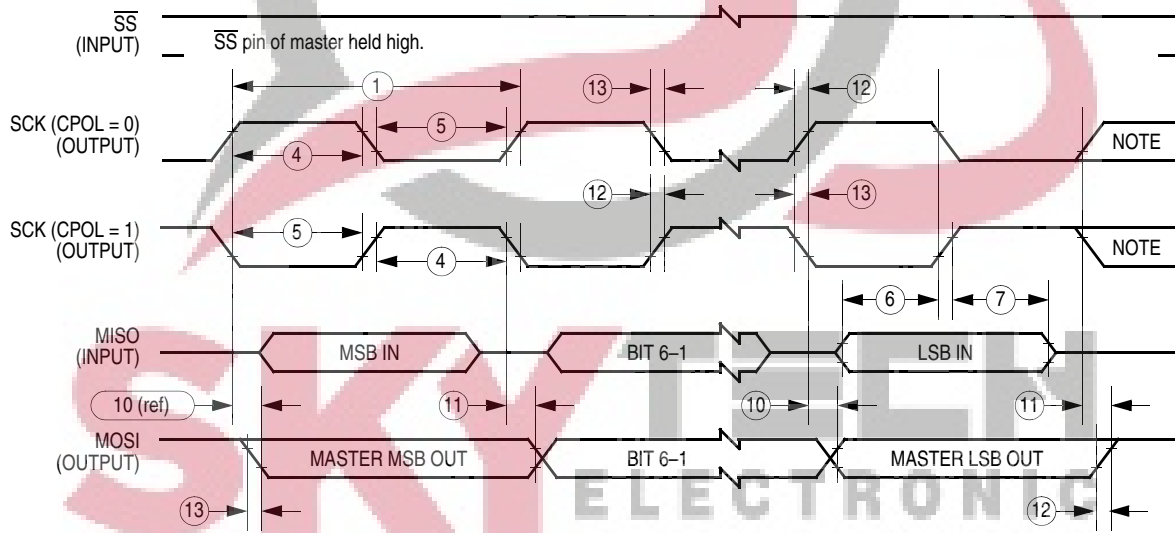 SS
(INPUT)
SS pin of master held high.
1
13
12
SCK (CPOL = 0)
(OUTPUT)
5
4
NOTE
12
13
SCK (CPOL = 1)
(OUTPUT)
5
4
NOTE
6
7
MISO
(INPUT)
MSB IN
BIT 6–1
LSB IN
10 (ref)
11
10
11
MOSI
(OUTPUT)
MASTER MSB OUT
BIT 6–1
MASTER LSB OUT
13
12
SKYTECH
ELECTRONIC